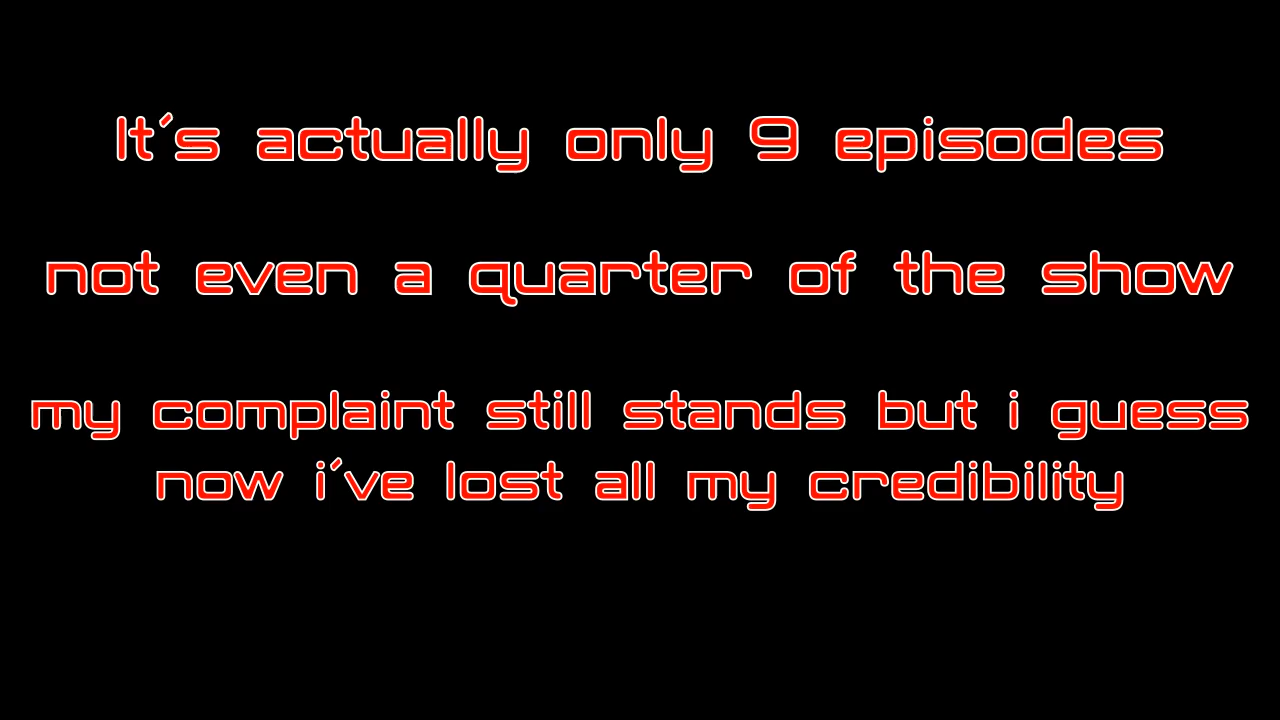 It's actually only 9 episodes
not even a quarter of the show
my complaint still stands but i guess
now i've lost all my credibility